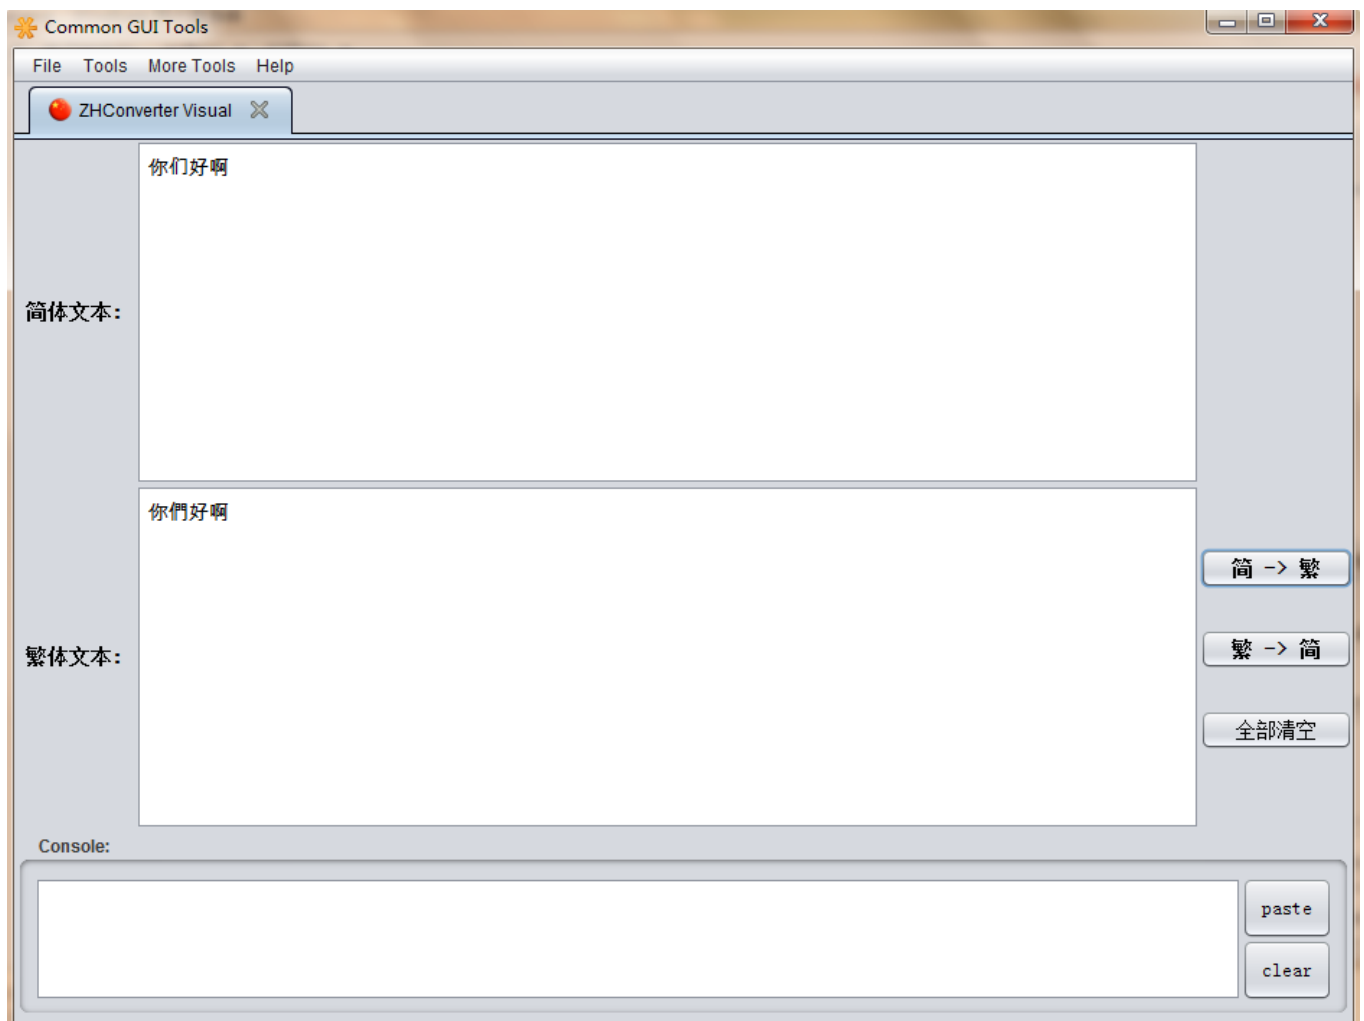 Common GUI Tools
File Tools More Tools Help
ZHConverter Visual
你们好啊
简体文本：
你們好啊
简 -> 繁
繁体文本：
繁 -> 简
全部清空
Console:
paste
clear